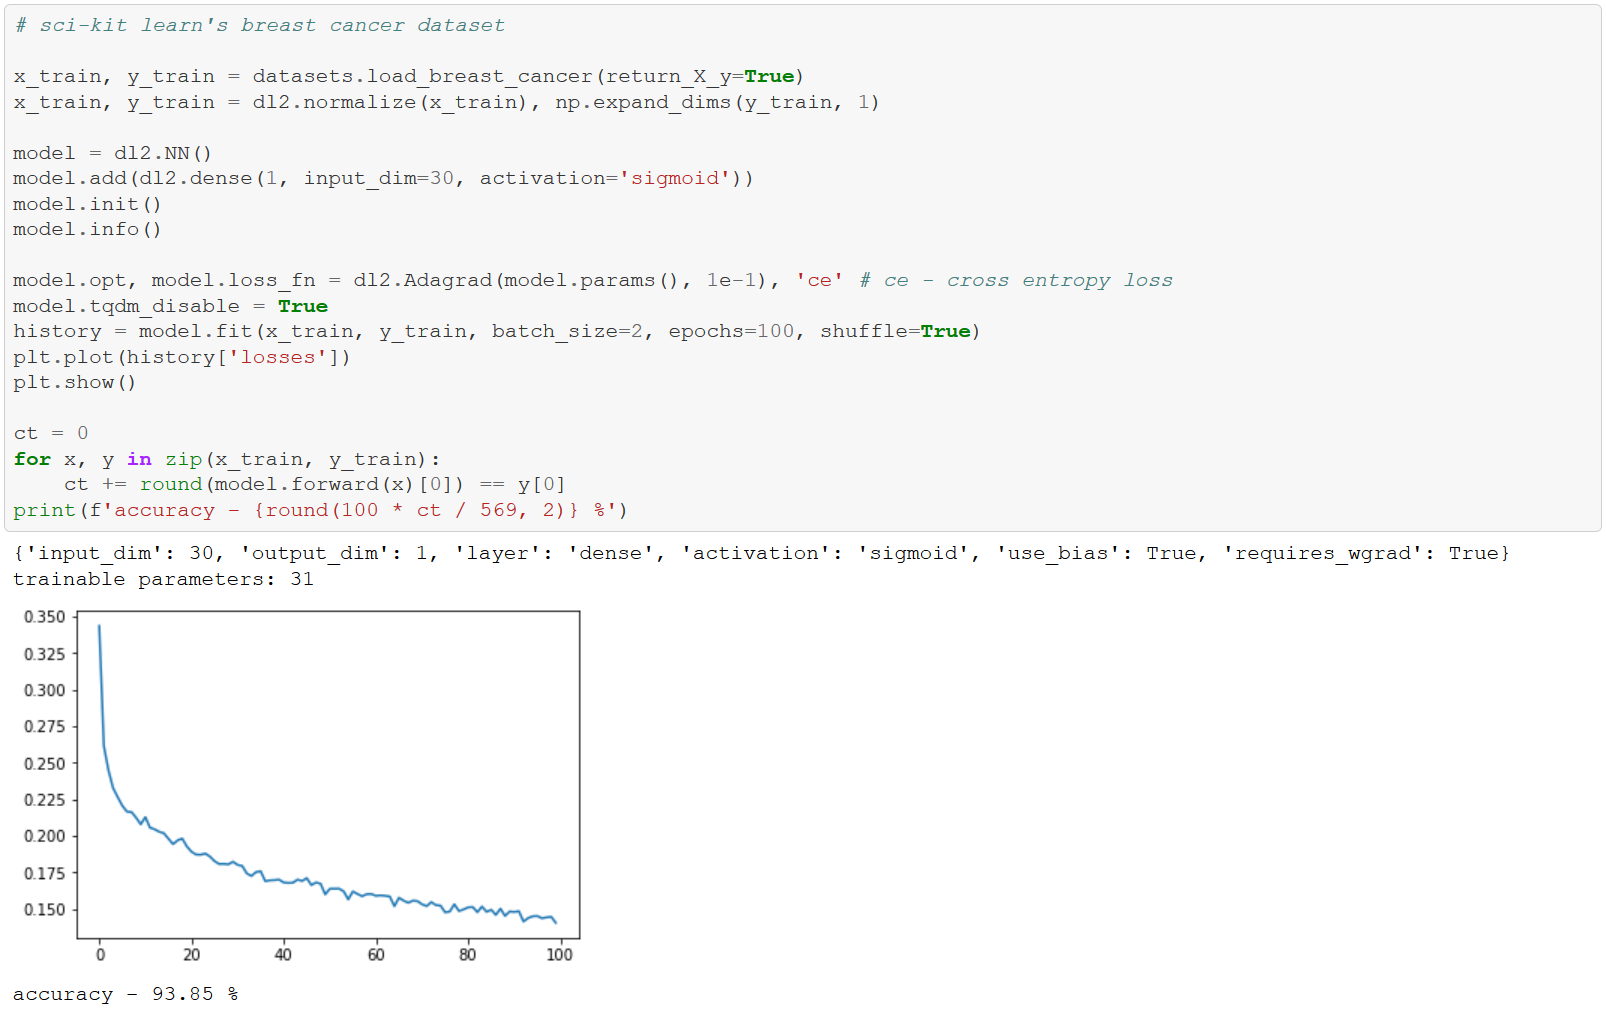 # sci-kit learn's breast cancer dataset
x_train, y_train = datasets.load_breast_cancer(return_X_y=True)
x_train, y_train = dl2.normalize(x_train), np.expand_dims(y_train, 1)
model = dl2.NN()
model.add(dl2.dense(1, input_dim=30, activation='sigmoid'))
model.init()
model.info()
model.opt, model.loss_fn = dl2.Adagrad(model.params(), 1e-1), 'ce' # ce - cross entropy loss
model.tqdm_disable = True
history = model.fit(x_train, y_train, batch_size=2, epochs=100, shuffle=True)
plt.plot(history['losses'])
plt.show()
ct = 0
for x, y in zip(x_train, y_train):
    ct += round(model.forward(x)[0]) == y[0]
print(f'accuracy - {round(100 * ct / 569, 2)} %')
{'input_dim': 30, 'output_dim': 1, 'layer': 'dense', 'activation': 'sigmoid', 'use_bias': True, 'requires_wgrad': True}
trainable parameters: 31
0.350
0.325
0.300
0.275
0.250
0.225
0.200
0.175
0.150
0 20 40 60 80 100
accuracy - 93.85 %